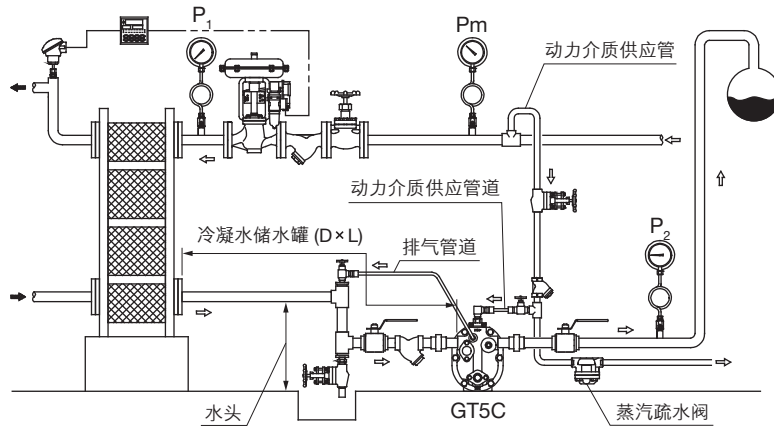 P₁
Pm
动力介质供应管
动力介质供应管道
冷凝水储水罐 (D×L)
排气管道
P₂
水头
GT5C
蒸汽疏水阀